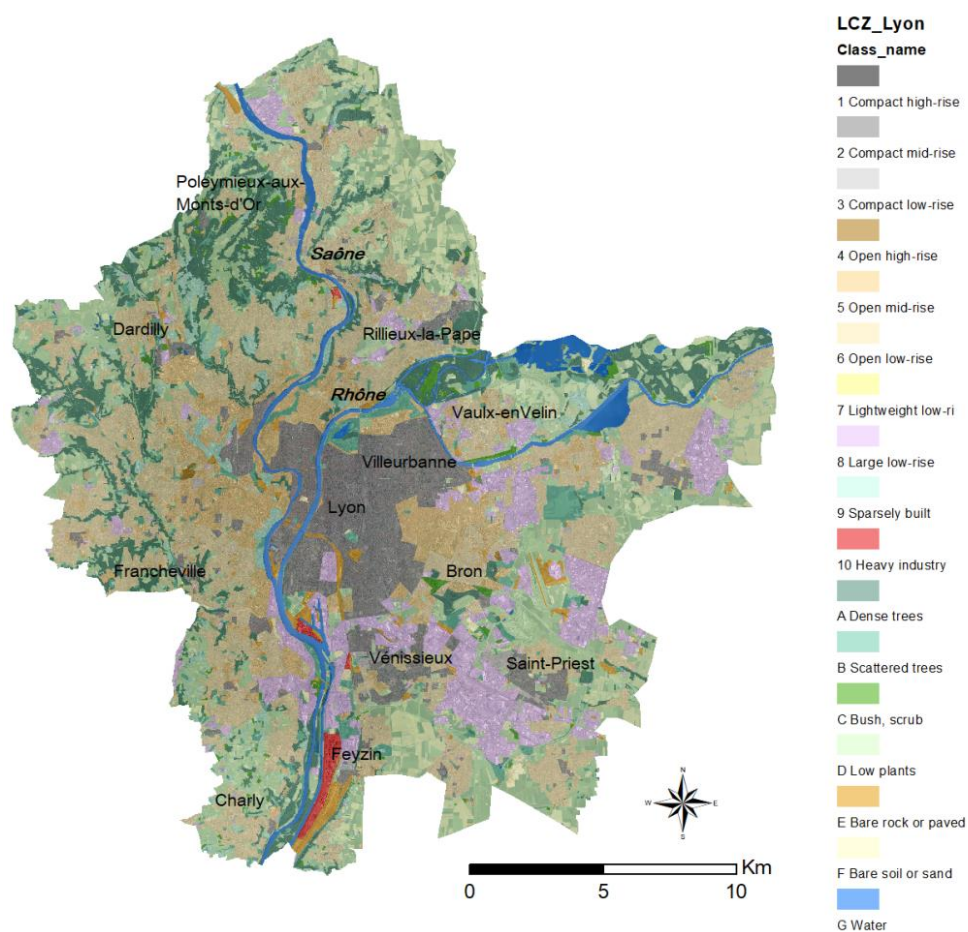 LCZ_Lyon
Class_name
1 Compact high-rise
2 Compact mid-rise
3 Compact low-rise
4 Open high-rise
5 Open mid-rise
6 Open low-rise
7 Lightweight low-ri
8 Large low-rise
9 Sparsely built
10 Heavy industry
A Dense trees
B Scattered trees
C Bush, scrub
D Low plants
E Bare rock or paved
F Bare soil or sand
G Water
Poleymieux-aux-
Monts-d'Or
Saône
Dardilly
Rillieux-la-Pape
Rhône
Vaulx-enVelin
Villeurbanne
Lyon
Francheville
Bron
Vénissieux
Saint-Priest
Feyzin
Charly
N
W E
S
Km
0 5 10